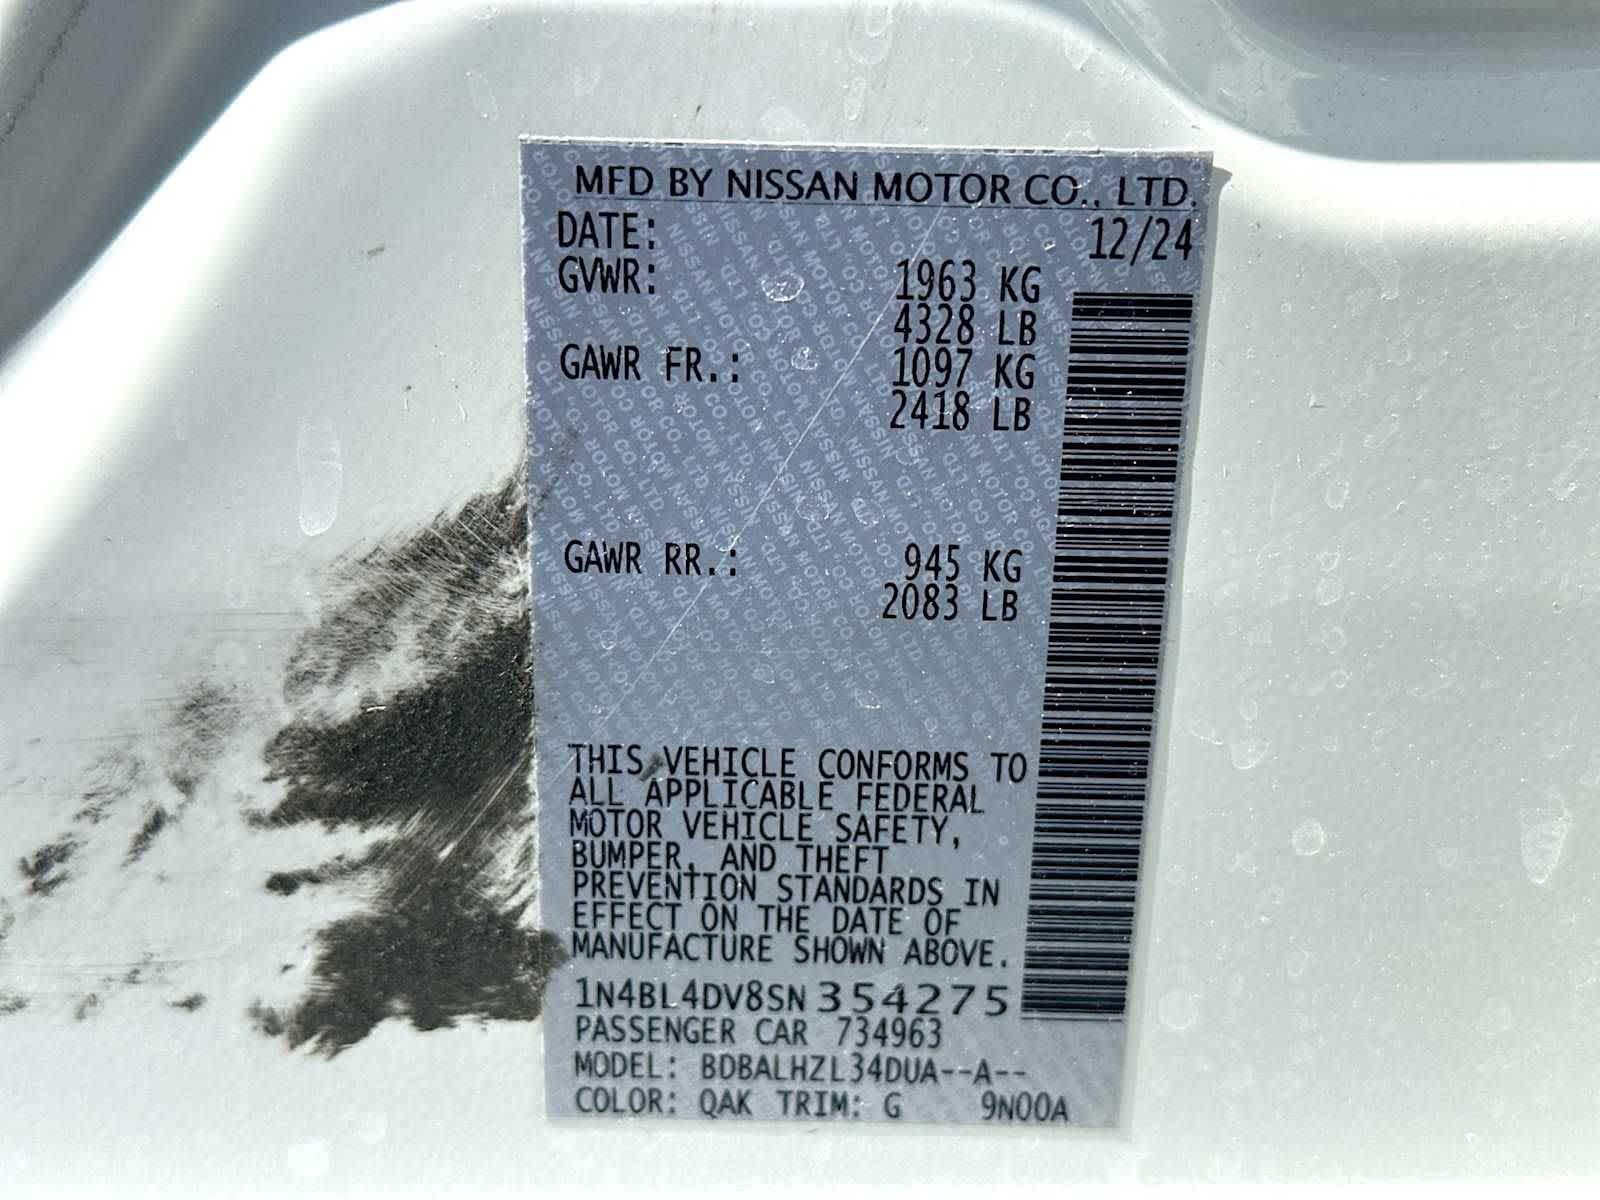 MFD BY NISSAN MOTOR CO., LTD.
DATE: 12/24
GVWR: 1963 KG
4328 LB
GAWR FR.: 1097 KG
2418 LB
GAWR RR.: 945 KG
2083 LB
THIS VEHICLE CONFORMS TO
ALL APPLICABLE FEDERAL
MOTOR VEHICLE SAFETY,
BUMPER, AND THEFT
PREVENTION STANDARDS IN
EFFECT ON THE DATE OF
MANUFACTURE SHOWN ABOVE.
1N4BL4DV8SN354275
PASSENGER CAR 734963
MODEL: BDBALHZL34DUA--A--
COLOR: QAK TRIM: G 9N00A